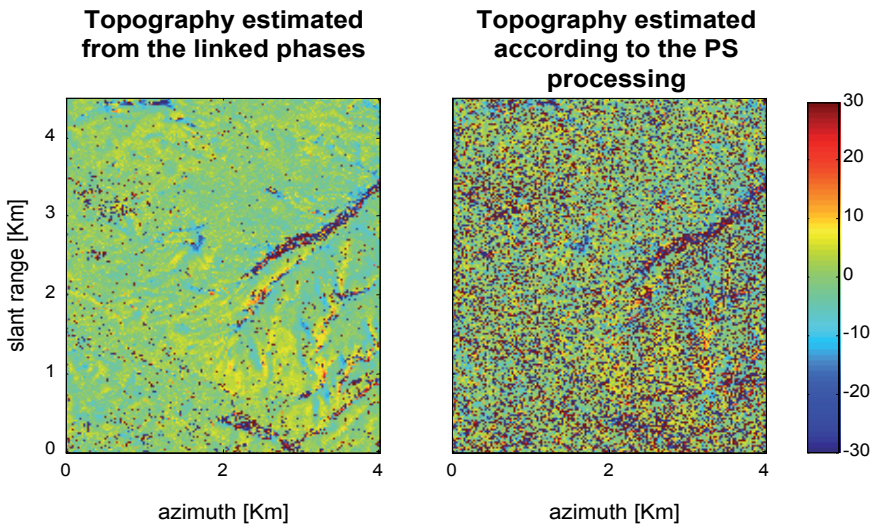 Topography estimated
from the linked phases
Topography estimated
according to the PS
processing
slant range [Km]
4
3
2
1
0
0
2
4
azimuth [Km]
0
2
4
azimuth [Km]
30
20
10
0
-10
-20
-30